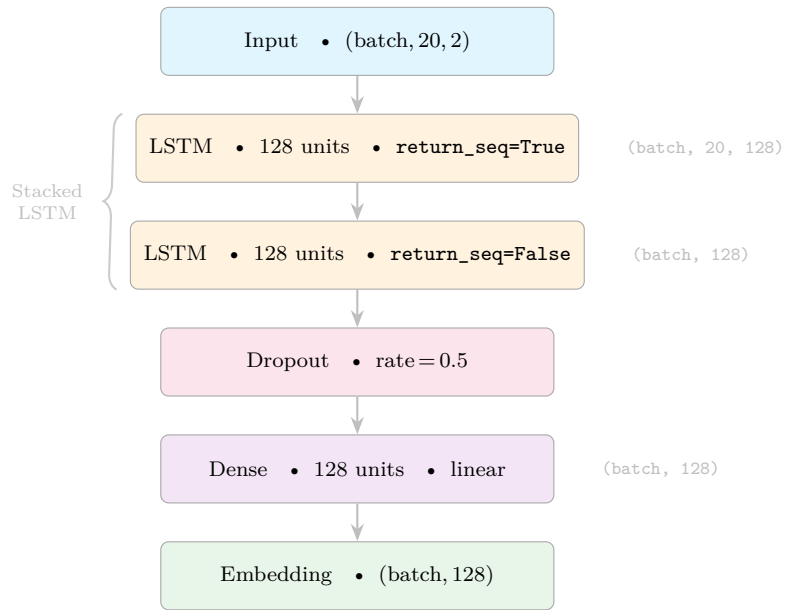 Input • (batch, 20, 2)
LSTM • 128 units • return_seq=True
(batch, 20, 128)
Stacked
LSTM
LSTM • 128 units • return_seq=False
(batch, 128)
Dropout • rate = 0.5
Dense • 128 units • linear
(batch, 128)
Embedding • (batch, 128)